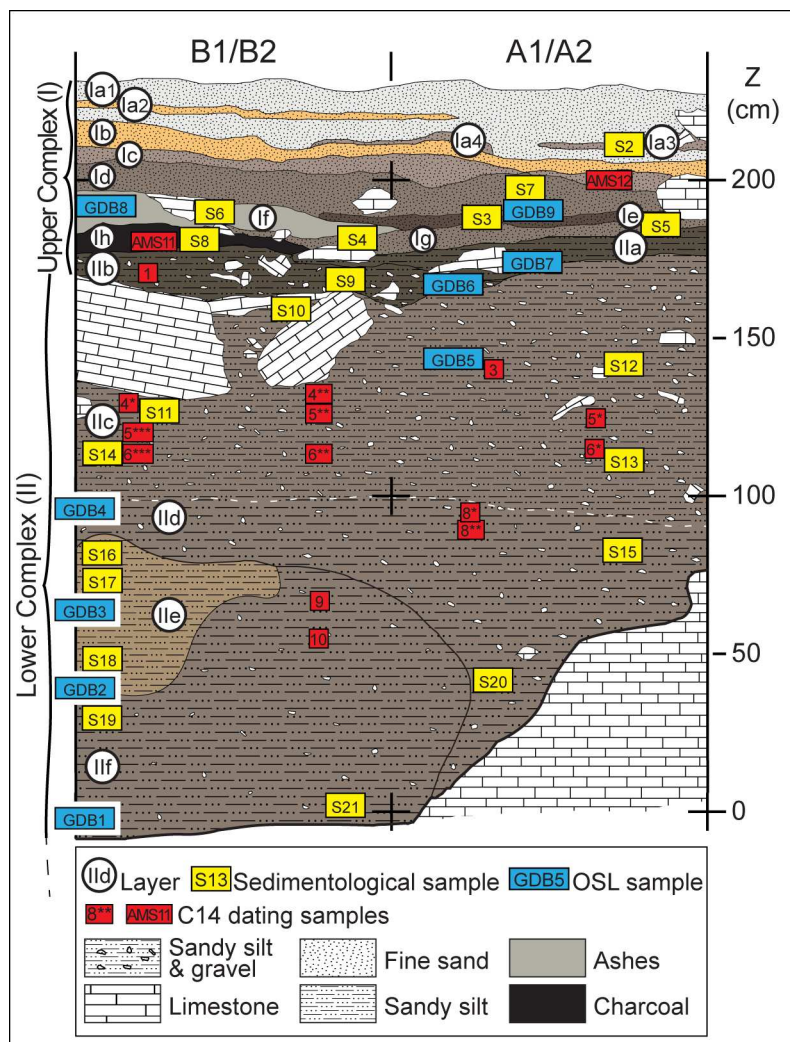 B1/B2 A1/A2
Z
(cm)
Upper Complex (I)
Lower Complex (II)
Ia1
Ia2
Ib
Ia4
S2
Ia3
Ic
Id
S7
AMS12
200
GDB8
S6
If
S3
GDB9
Ie
S5
Ih
AMS11
S8
S4
Ig
IIa
IIb
1
S9
GDB6
GDB7
S10
150
GDB5
3
S12
4*
S11
4**
5**
5*
IIc
5***
S14
6***
6**
6*
S13
100
GDB4
IId
8*
8**
S16
S15
S17
GDB3
IIe
9
S18
10
50
GDB2
S20
S19
IIf
GDB1
S21
0
IId Layer S13 Sedimentological sample GDB5 OSL sample
8** AMS11 C14 dating samples
Sandy silt
& gravel
Fine sand
Ashes
Limestone
Sandy silt
Charcoal